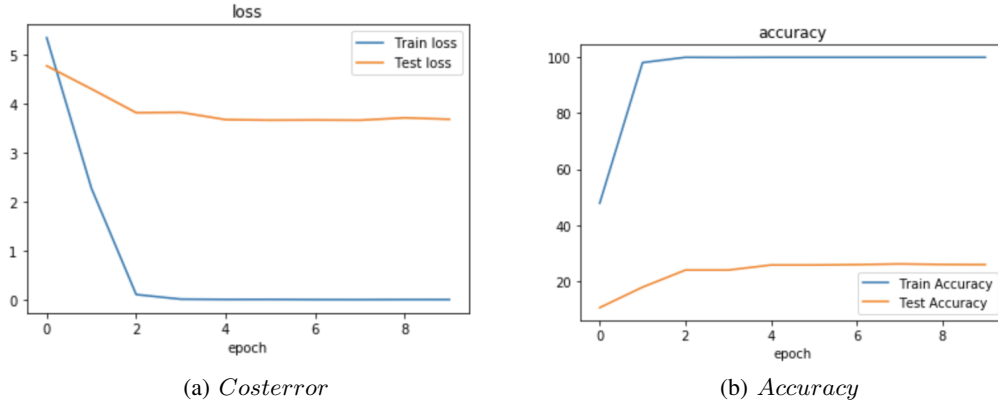 loss
5
4
3
2
1
0
Train loss
Test loss
0 2 4 6 8
epoch
(a) Costerror
accuracy
100
80
60
40
20
Train Accuracy
Test Accuracy
0 2 4 6 8
epoch
(b) Accuracy